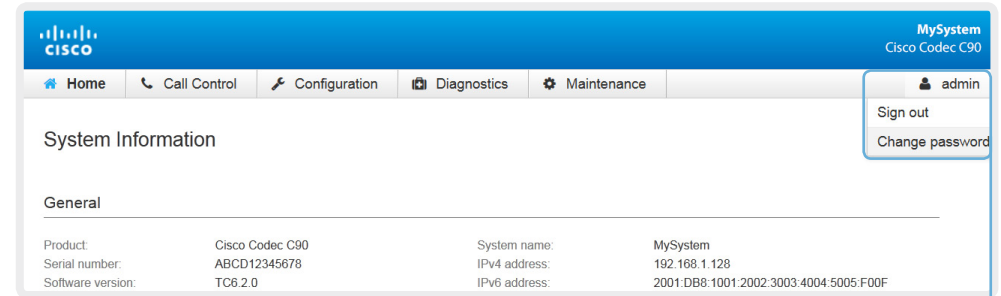 CISCO
MySystem
Cisco Codec C90
Home Call Control Configuration Diagnostics Maintenance admin
Sign out
Change password
System Information
General
Product: Cisco Codec C90 System name: MySystem
Serial number: ABCD12345678 IPv4 address: 192.168.1.128
Software version: TC6.2.0 IPv6 address: 2001:DB8:1001:2002:3003:4004:5005:F00F